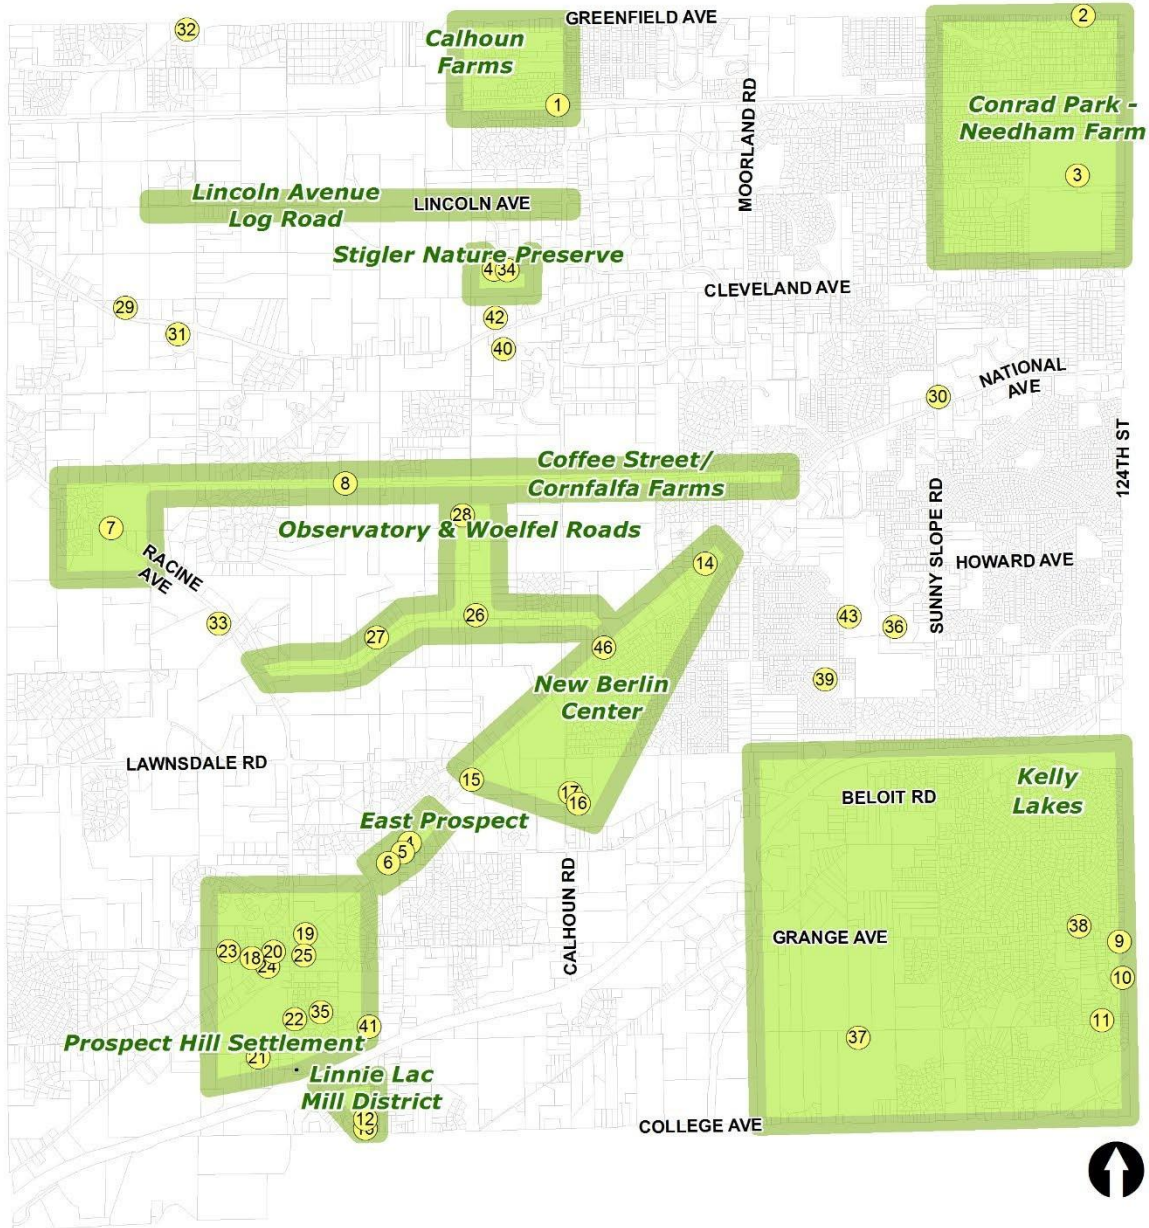 32
GREENFIELD AVE
2
Calhoun
Farms
1
MOORLAND RD
Conrad Park -
Needham Farm
3
Lincoln Avenue
Log Road
LINCOLN AVE
Stigler Nature Preserve
34
CLEVELAND AVE
29
42
31
40
NATIONAL
AVE
30
124TH ST
Coffee Street/
Cornfalfa Farms
8
7
28
Observatory & Woelfel Roads
SUNNY SLOPE RD
RACINE
AVE
14
HOWARD AVE
33
26
27
43
36
46
39
New Berlin
Center
LAWNSDALE RD
15
17
16
Kelly
Lakes
BELOIT RD
East Prospect
4
5
6
CALHOUN RD
19
23
18
20
25
24
GRANGE AVE
38
9
10
22
35
41
11
37
Prospect Hill Settlement
21
Linnie Lac
Mill District
12
COLLEGE AVE